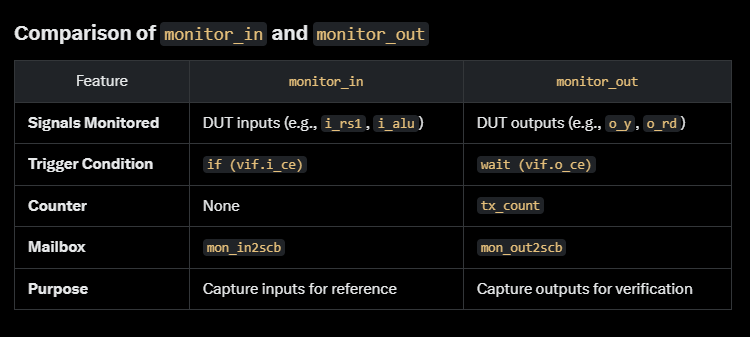 Comparison of monitor_in and monitor_out
Feature monitor_in monitor_out
Signals Monitored DUT inputs (e.g., i_rs1, i_alu) DUT outputs (e.g., o_y, o_rd)
Trigger Condition if (vif.i_ce) wait (vif.o_ce)
Counter None tx_count
Mailbox mon_in2scb mon_out2scb
Purpose Capture inputs for reference Capture outputs for verification